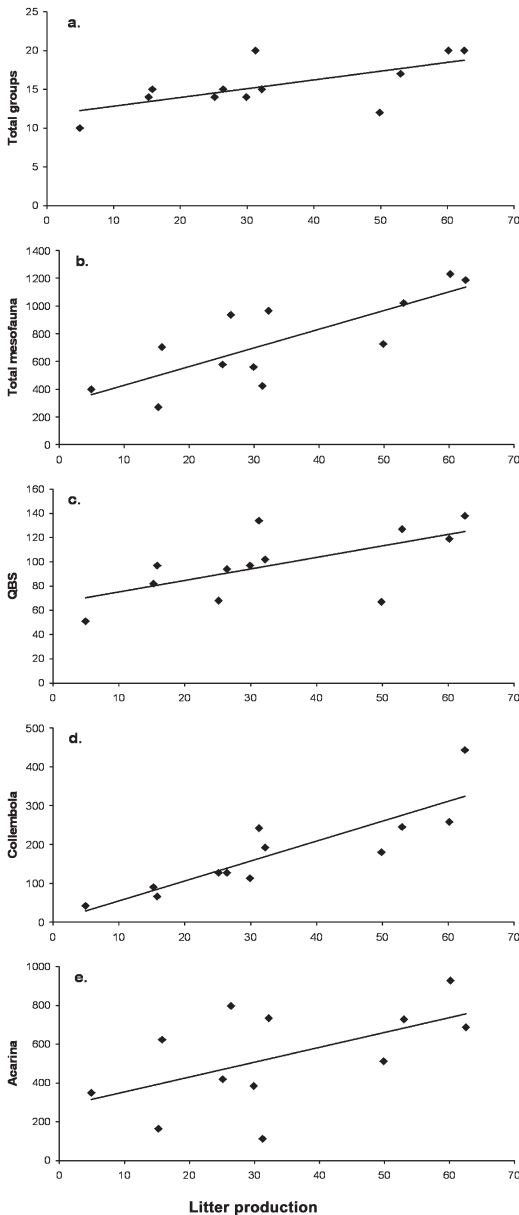 a.
Total groups
25
20
15
10
5
0
0 10 20 30 40 50 60 70
b.
Total mesofauna
1400
1200
1000
800
600
400
200
0
0 10 20 30 40 50 60 70
c.
QBS
160
140
120
100
80
60
40
20
0
0 10 20 30 40 50 60 70
d.
Collembola
500
400
300
200
100
0
0 10 20 30 40 50 60 70
e.
Acarina
1000
800
600
400
200
0
0 10 20 30 40 50 60 70
Litter production